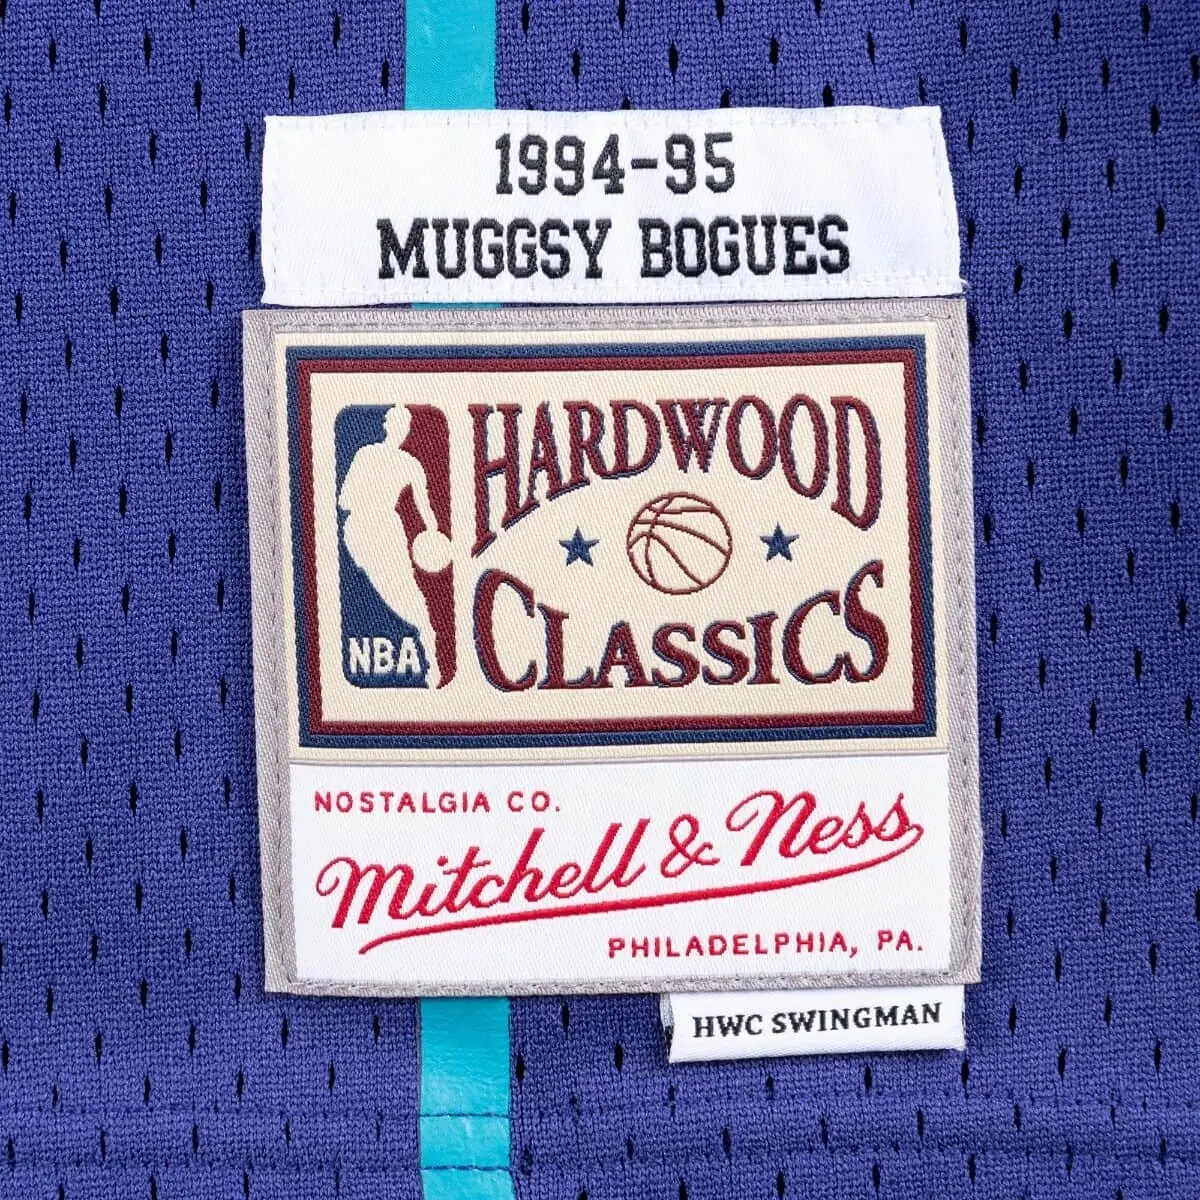 1994-95
MUGGSY BOGUES
HARDWOOD
CLASSICS
NBA
NOSTALGIA CO.
Mitchell & Ness
PHILADELPHIA, PA.
HWC SWINGMAN